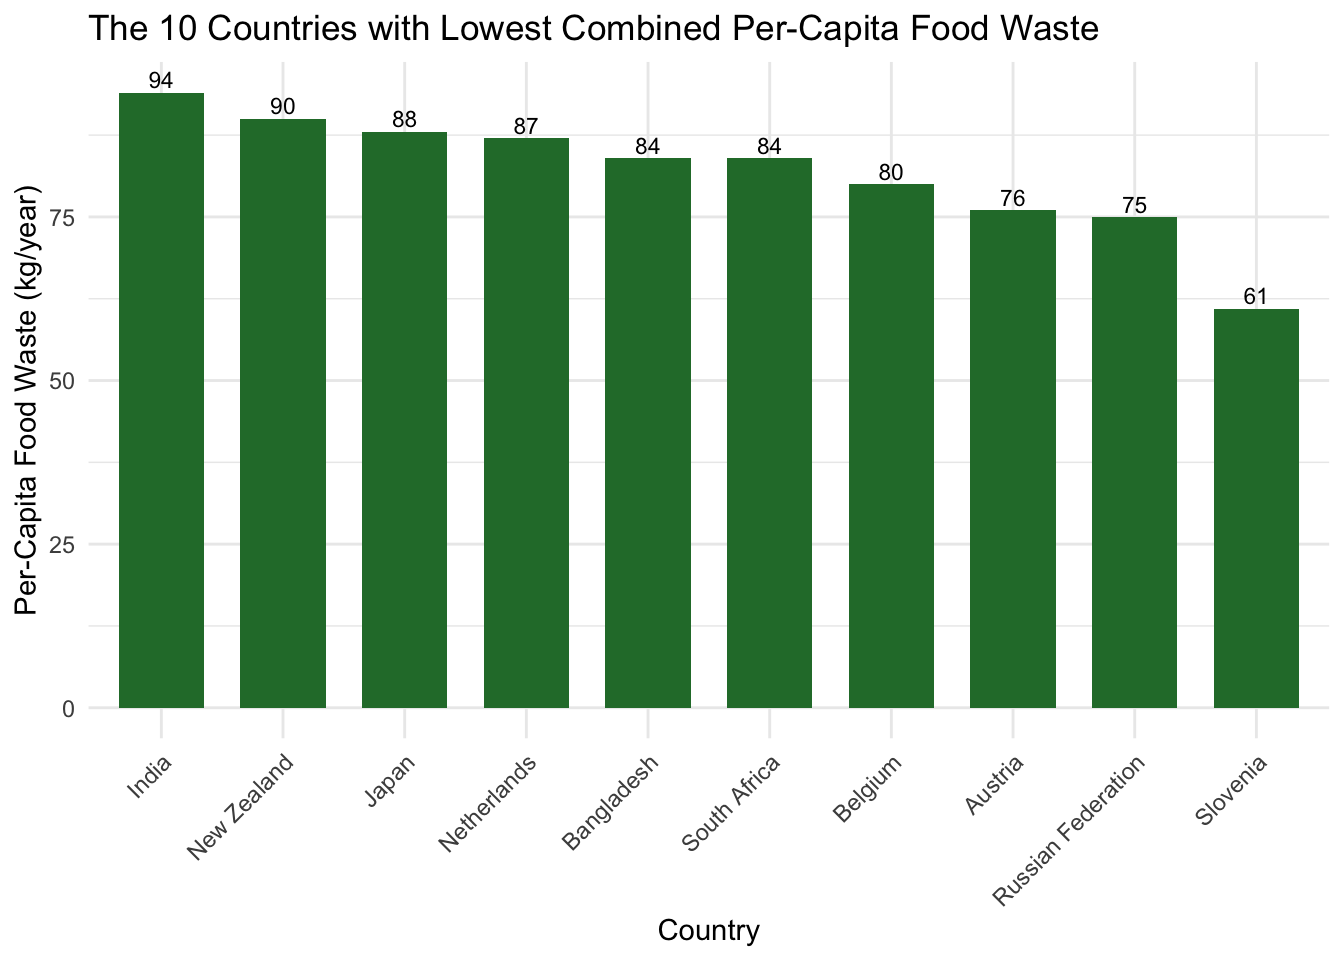 The 10 Countries with Lowest Combined Per-Capita Food Waste
94
90
88
87
84
84
80
76
75
61
Per-Capita Food Waste (kg/year)
75
50
25
0
India
New Zealand
Japan
Netherlands
Bangladesh
South Africa
Belgium
Austria
Russian Federation
Slovenia
Country